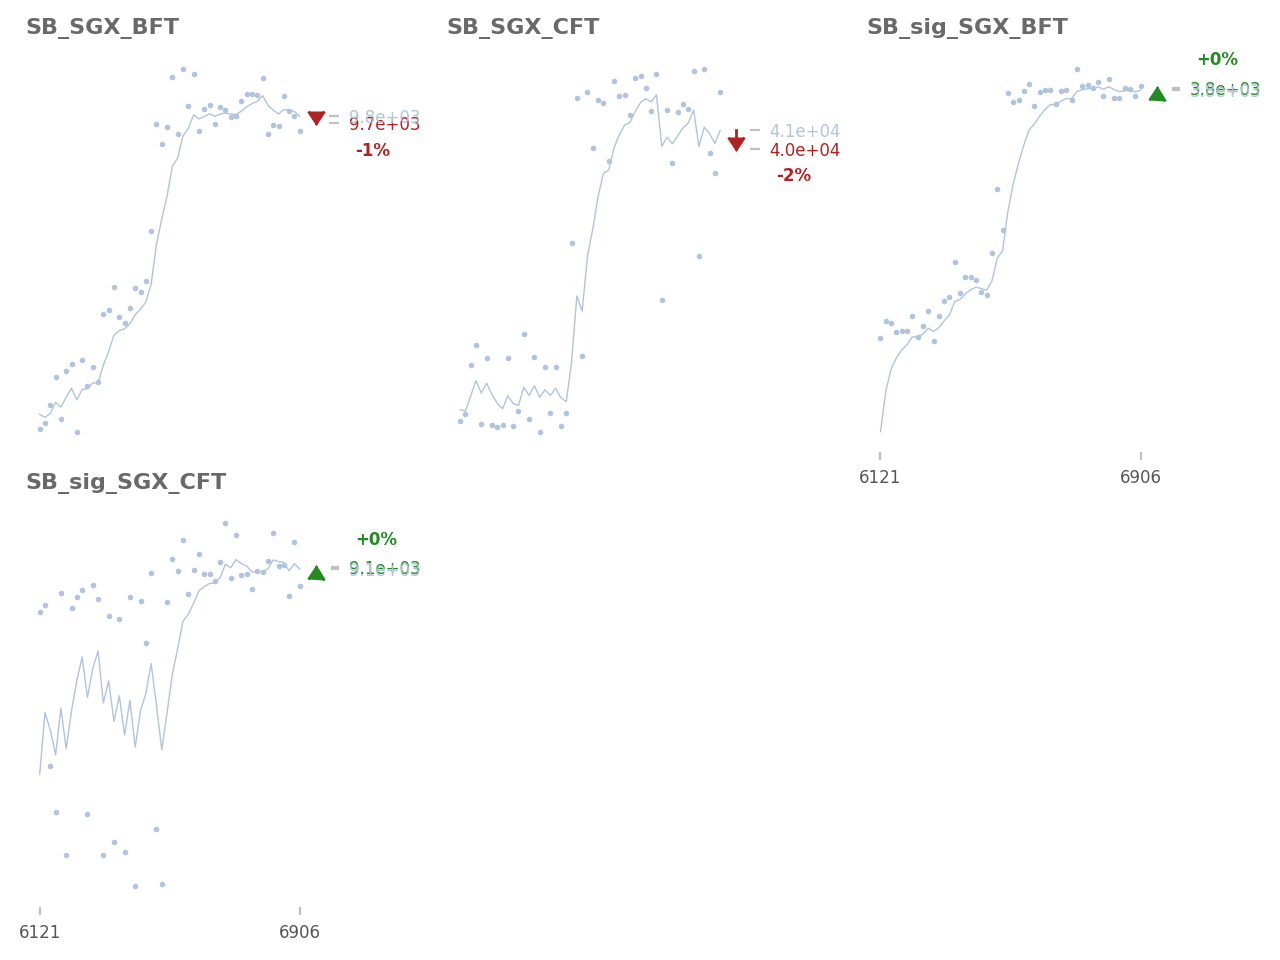 SB_SGX_BFT
9.8e+03
9.7e+03
-1%
SB_SGX_CFT
4.1e+04
4.0e+04
-2%
SB_sig_SGX_BFT
+0%
3.8e+03
6121
6906
SB_sig_SGX_CFT
+0%
9.1e+03
6121
6906